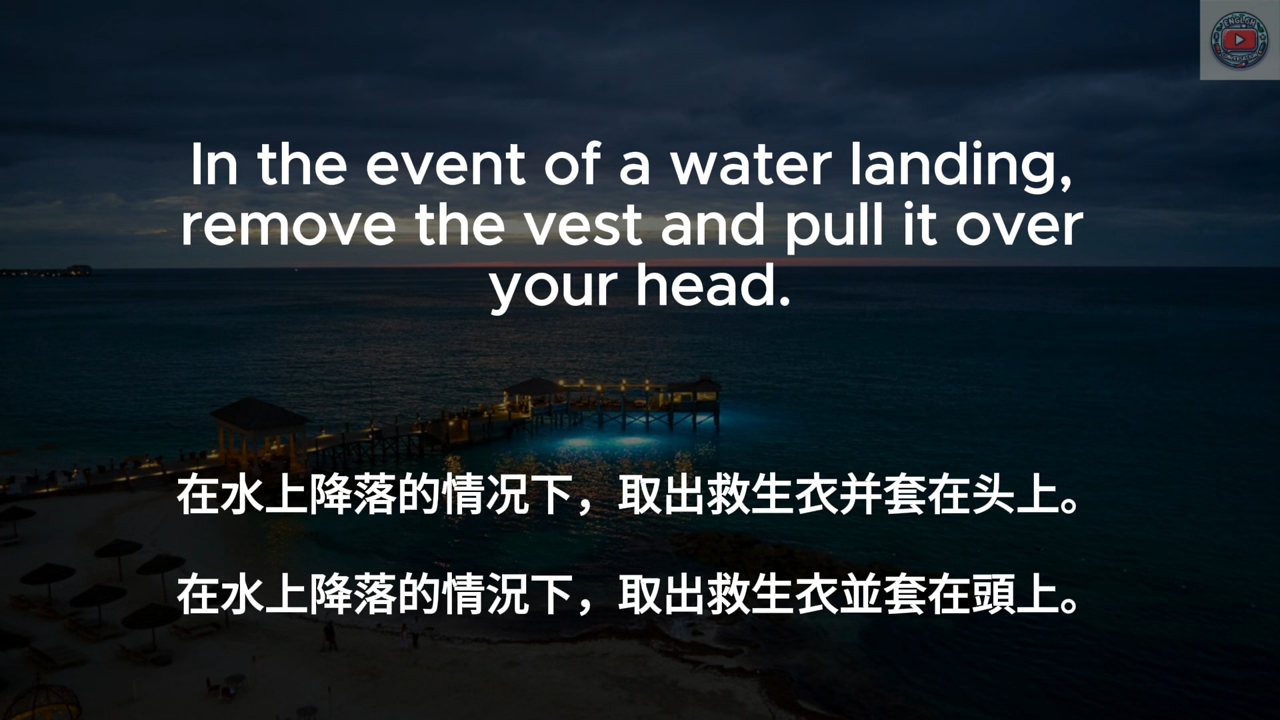 In the event of a water landing,
remove the vest and pull it over
your head.
在水上降落的情况下，取出救生衣并套在头上。
在水上降落的情況下，取出救生衣並套在頭上。